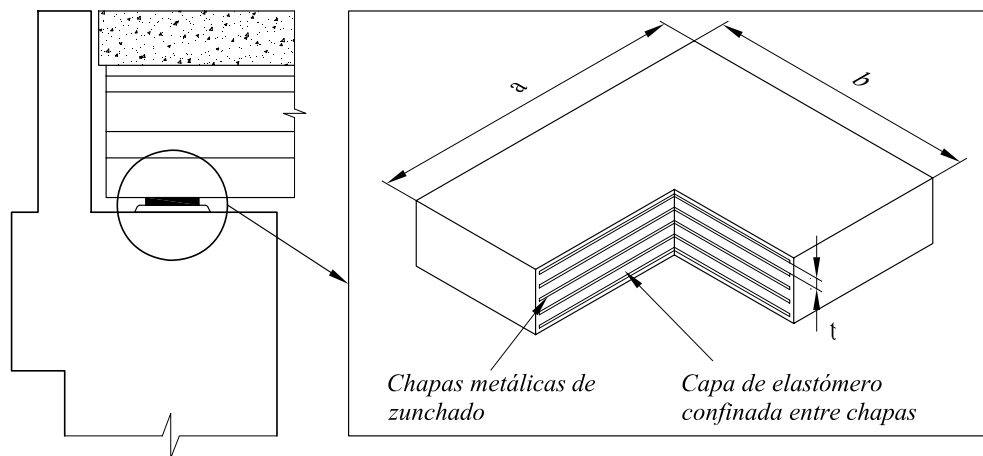 a
b
t
Chapas metálicas de
zunchado
Capa de elastómero
confinada entre chapas